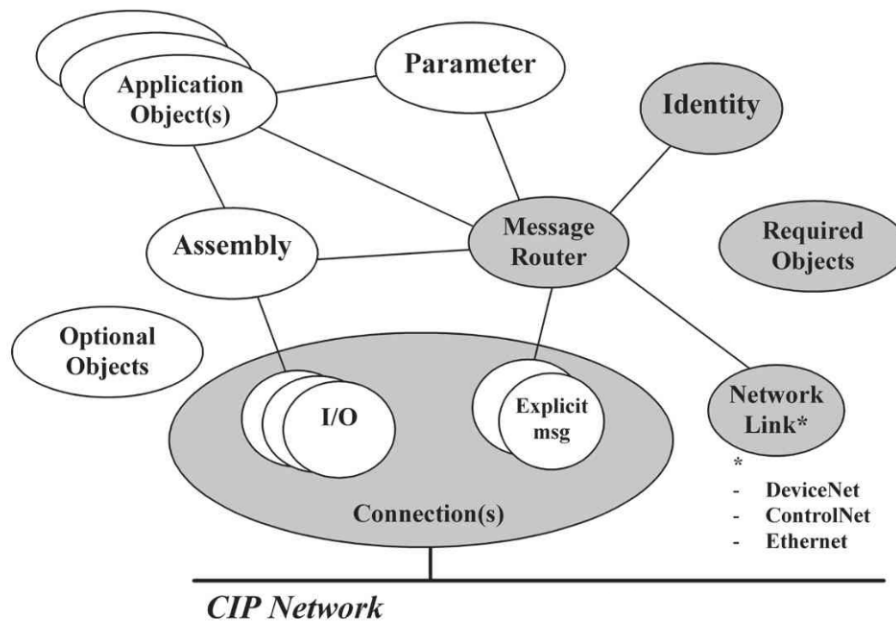 Application
Object(s)
Parameter
Identity
Assembly
Message
Router
Required
Objects
Optional
Objects
I/O
Explicit
msg
Network
Link*
*
- DeviceNet
- ControlNet
- Ethernet
Connection(s)
CIP Network